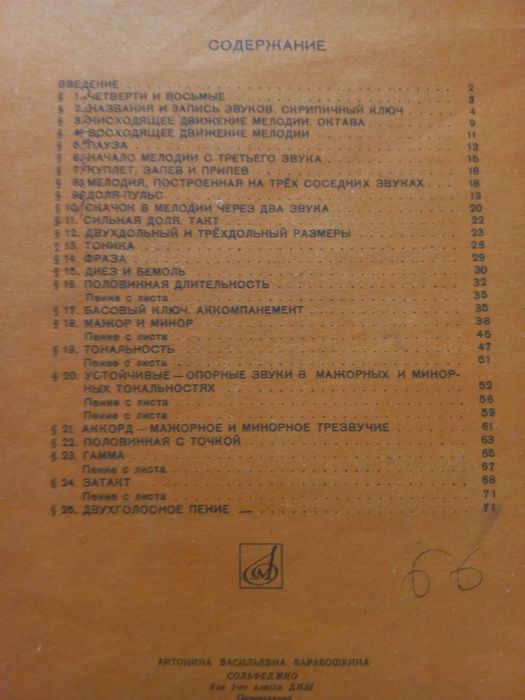 СОДЕРЖАНИЕ
ВВЕДЕНИЕ 2
§ 1. ЧЕТВЕРТИ И ВОСЬМЫЕ 3
§ 2. НАЗВАНИЯ И ЗАПИСЬ ЗВУКОВ. СКРИПИЧНЫЙ КЛЮЧ 4
§ 3. НИСХОДЯЩЕЕ ДВИЖЕНИЕ МЕЛОДИИ. ОКТАВА 9
§ 4. ВОСХОДЯЩЕЕ ДВИЖЕНИЕ МЕЛОДИИ 11
§ 5. ПАУЗА 13
§ 6. НАЧАЛО МЕЛОДИИ С ТРЕТЬЕГО ЗВУКА 15
§ 7. КУПЛЕТ, ЗАПЕВ И ПРИПЕВ 18
§ 8. МЕЛОДИЯ, ПОСТРОЕННАЯ НА ТРЁХ СОСЕДНИХ ЗВУКАХ 18
§ 9. ДОЛЯ-ПУЛЬС 19
§ 10. СКАЧОК В МЕЛОДИИ ЧЕРЕЗ ДВА ЗВУКА 20
§ 11. СИЛЬНАЯ ДОЛЯ. ТАКТ 22
§ 12. ДВУХДОЛЬНЫЙ И ТРЁХДОЛЬНЫЙ РАЗМЕРЫ 23
§ 13. ТОНИКА 26
§ 14. ФРАЗА 29
§ 15. ДИЕЗ И БЕМОЛЬ 30
§ 16. ПОЛОВИННАЯ ДЛИТЕЛЬНОСТЬ 32
Пение с листа 35
§ 17. БАСОВЫЙ КЛЮЧ. АККОМПАНЕМЕНТ 35
§ 18. МАЖОР И МИНОР 38
Пение с листа 45
§ 19. ТОНАЛЬНОСТЬ 47
Пение с листа 51
§ 20. УСТОЙЧИВЫЕ — ОПОРНЫЕ ЗВУКИ В МАЖОРНЫХ И МИНОР-
НЫХ ТОНАЛЬНОСТЯХ 52
Пение с листа 56
Пение с листа 59
§ 21. АККОРД — МАЖОРНОЕ И МИНОРНОЕ ТРЕЗВУЧИЕ 61
§ 22. ПОЛОВИННАЯ С ТОЧКОЙ 63
§ 23. ГАММА 65
Пение с листа 67
§ 24. ЗАТАКТ 68
Пение с листа 71
§ 25. ДВУХГОЛОСНОЕ ПЕНИЕ 71
66
АНТОНИНА ВАСИЛЬЕВНА БАРАБОШКИНА
СОЛЬФЕДЖИО
для 1-го класса ДМШ